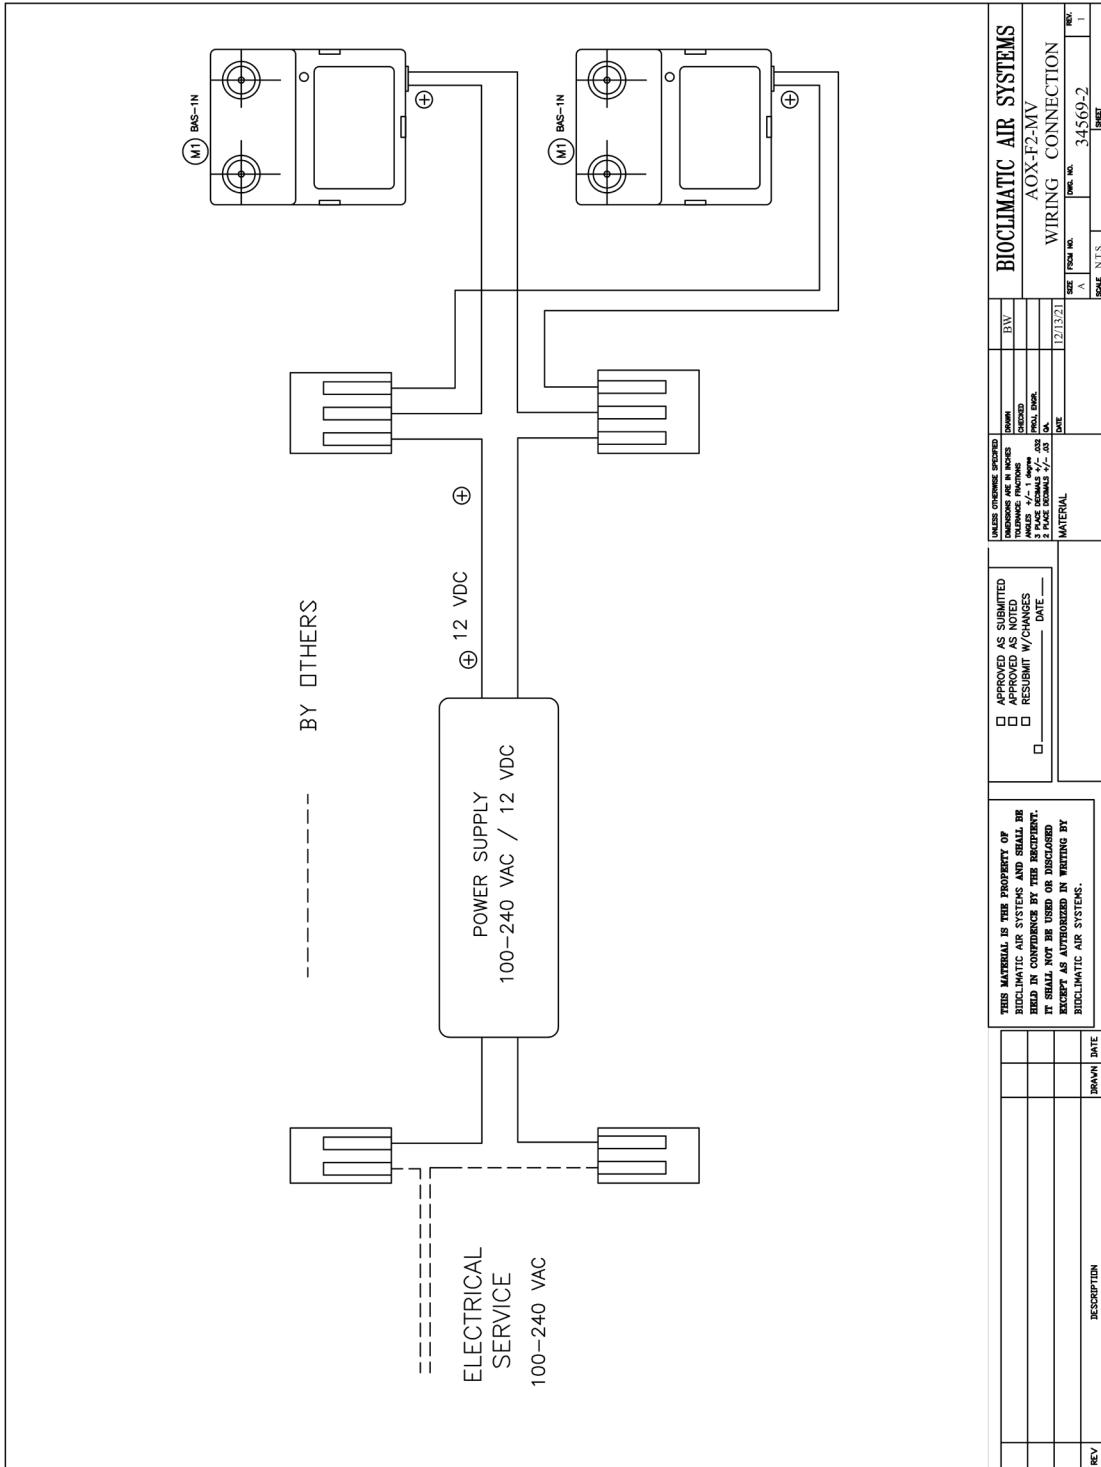 M1 BAS-1N
M1 BAS-1N
BY OTHERS
12 VDC
POWER SUPPLY
100-240 VAC / 12 VDC
ELECTRICAL
SERVICE
100-240 VAC
REV
DESCRIPTION
DRAWN
DATE
THIS MATERIAL IS THE PROPERTY OF
BIOCLIMATIC AIR SYSTEMS AND SHALL BE
HELD IN CONFIDENCE BY THE RECIPIENT.
IT SHALL NOT BE USED OR DISCLOSED
EXCEPT AS AUTHORIZED IN WRITING BY
BIOCLIMATIC AIR SYSTEMS.
APPROVED AS SUBMITTED
APPROVED AS NOTED
RESUBMIT W/CHANGES
DATE
UNLESS OTHERWISE SPECIFIED
DIMENSIONS ARE IN INCHES
TOLERANCE: FRACTIONS
ANGLES +/- 1 degree
3 PLACE DECIMALS +/- .032
2 PLACE DECIMALS +/- .03
MATERIAL
DRAWN BW
CHECKED
PROJ. ENGR.
QA.
DATE 12/13/21
BIOCLIMATIC AIR SYSTEMS
AOX-F2-MV
WIRING CONNECTION
SIZE A
FSCM NO.
DWG. NO. 34569-2
REV. 1
SCALE N.T.S.
SHEET